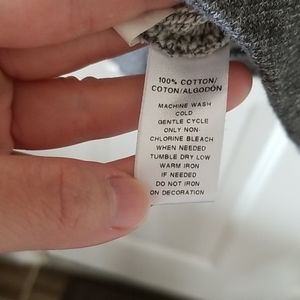 100% COTTON/
COTON/ALGODÓN
MACHINE WASH
COLD
GENTLE CYCLE
ONLY NON-
CHLORINE BLEACH
WHEN NEEDED
TUMBLE DRY LOW
WARM IRON
IF NEEDED
DO NOT IRON
ON DECORATION